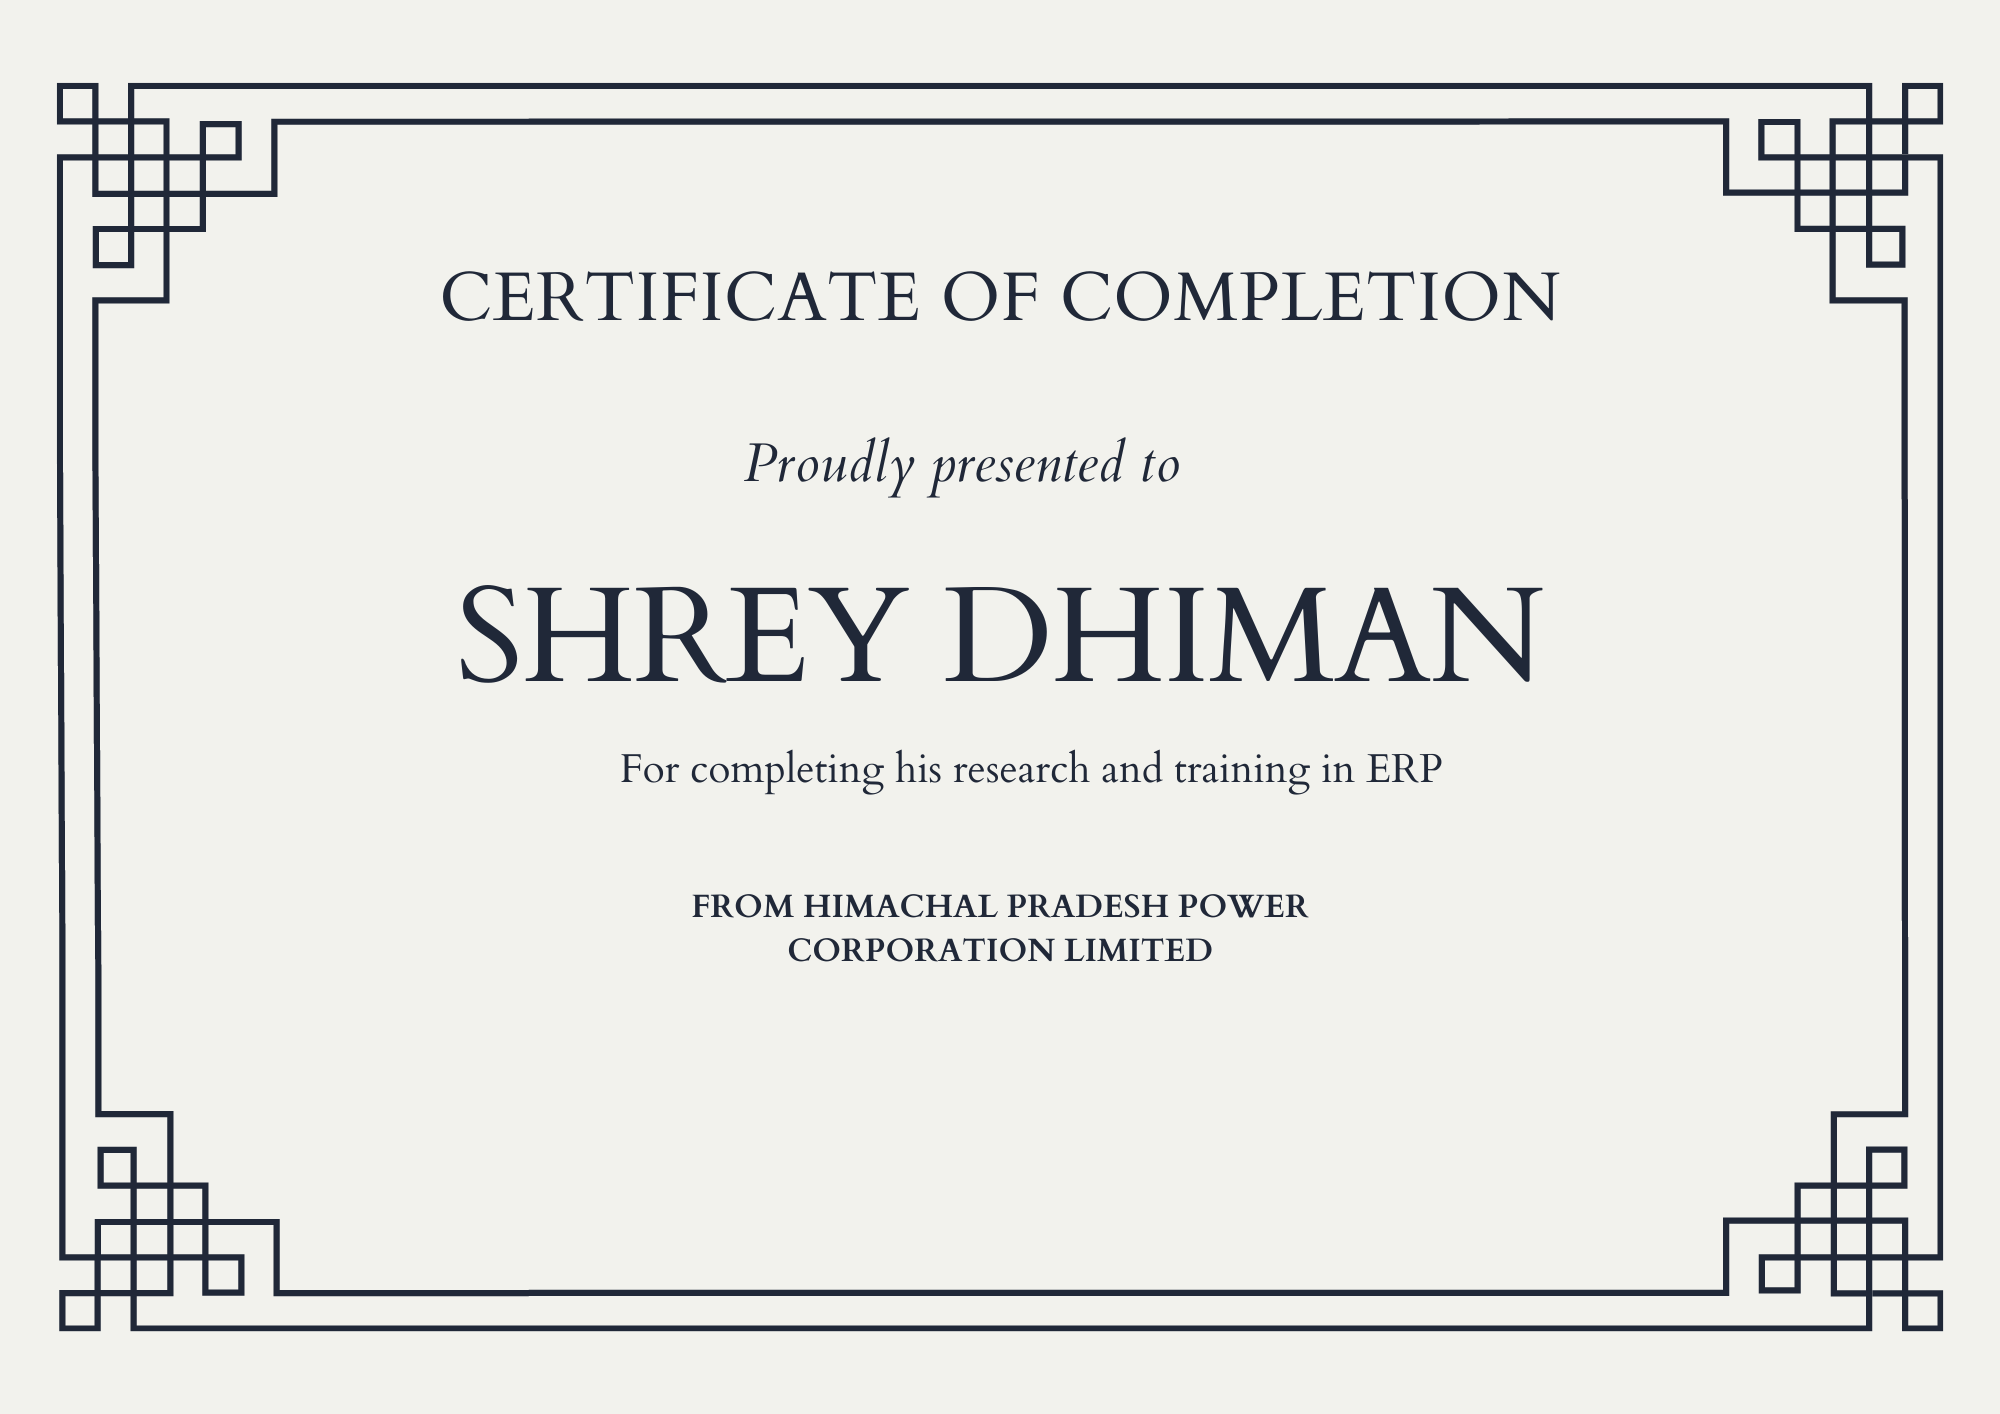 CERTIFICATE OF COMPLETION
Proudly presented to
SHREY DHIMAN
For completing his research and training in ERP
FROM HIMACHAL PRADESH POWER
CORPORATION LIMITED